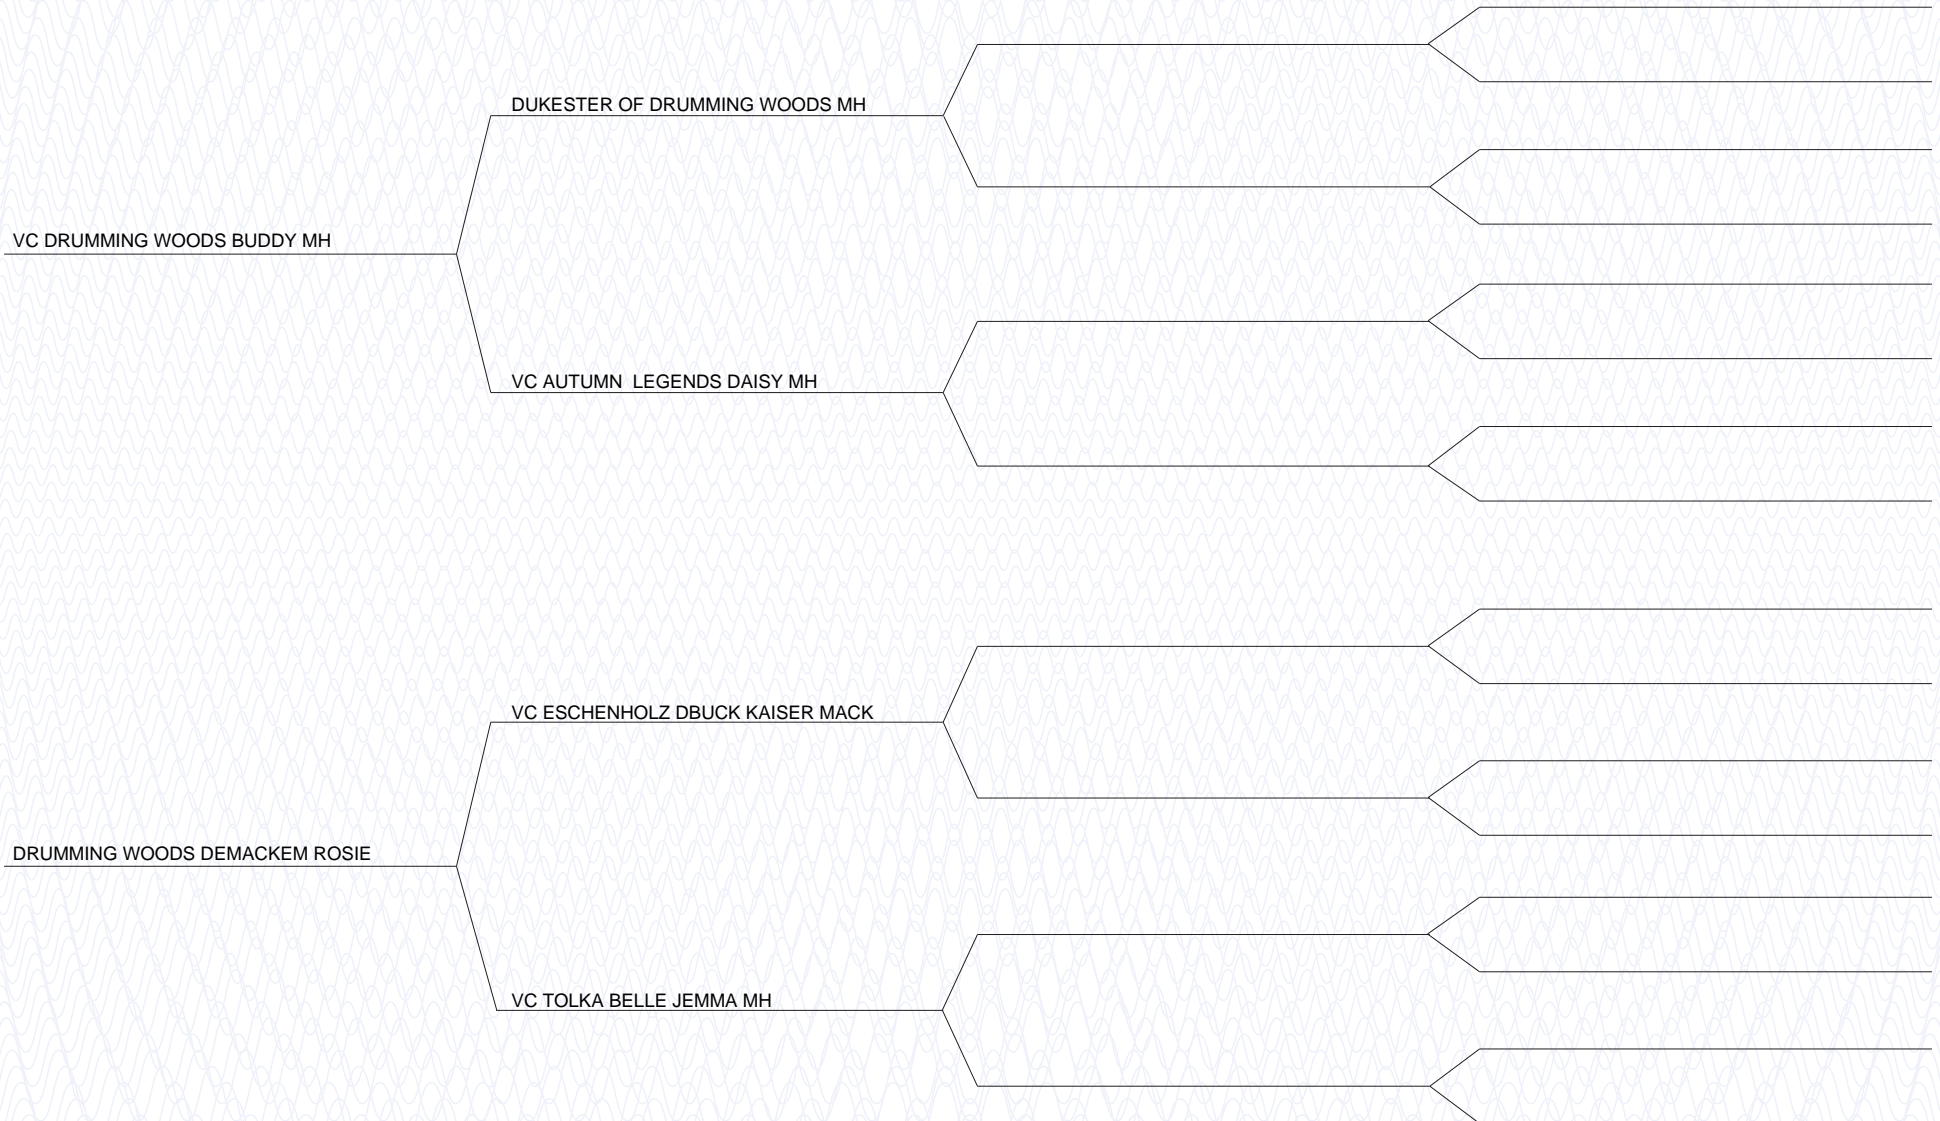 DUKESTER OF DRUMMING WOODS MH
VC DRUMMING WOODS BUDDY MH
VC AUTUMN  LEGENDS DAISY MH
VC ESCHENHOLZ DBUCK KAISER MACK
DRUMMING WOODS DEMACKEM ROSIE
VC TOLKA BELLE JEMMA MH